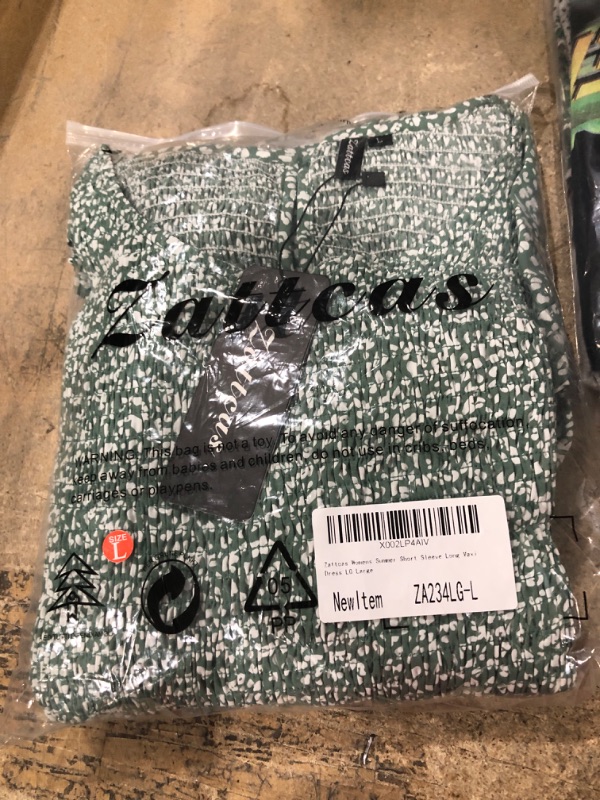 Zattcas
Zattcas
Zattcas
WARNING: This bag is not a toy. To avoid any danger of suffocation,
keep away from babies and children, do not use in cribs, beds,
carriages or playpens.
SIZE
L
05
PP
X002LP4AIV
Womens Summer Short Sleeve Long Maxi
Dress LG Large
NewItem ZA234LG-L